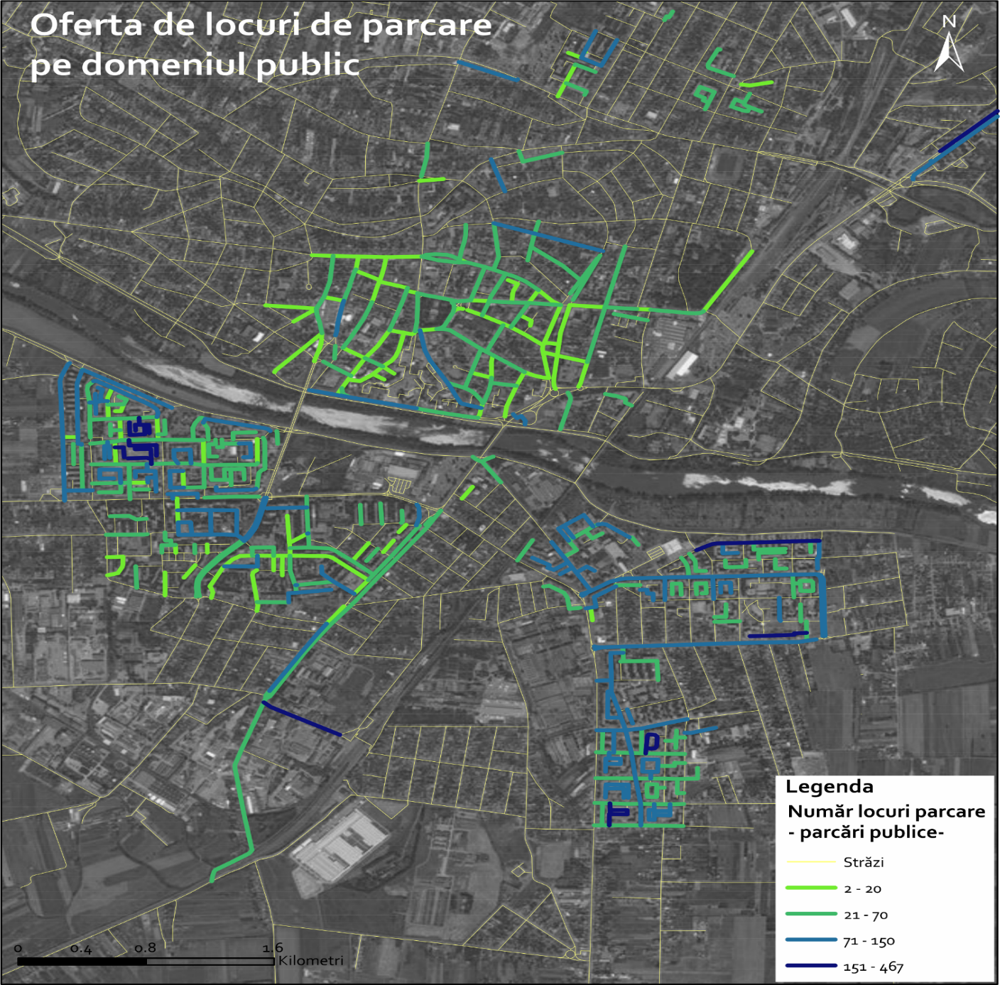 Oferta de locuri de parcare
pe domeniul public
N
Legenda
Număr locuri parcare
- parcări publice-
Străzi
2 - 20
21 - 70
71 - 150
151 - 467
0 0.4 0.8 1.6
Kilometri